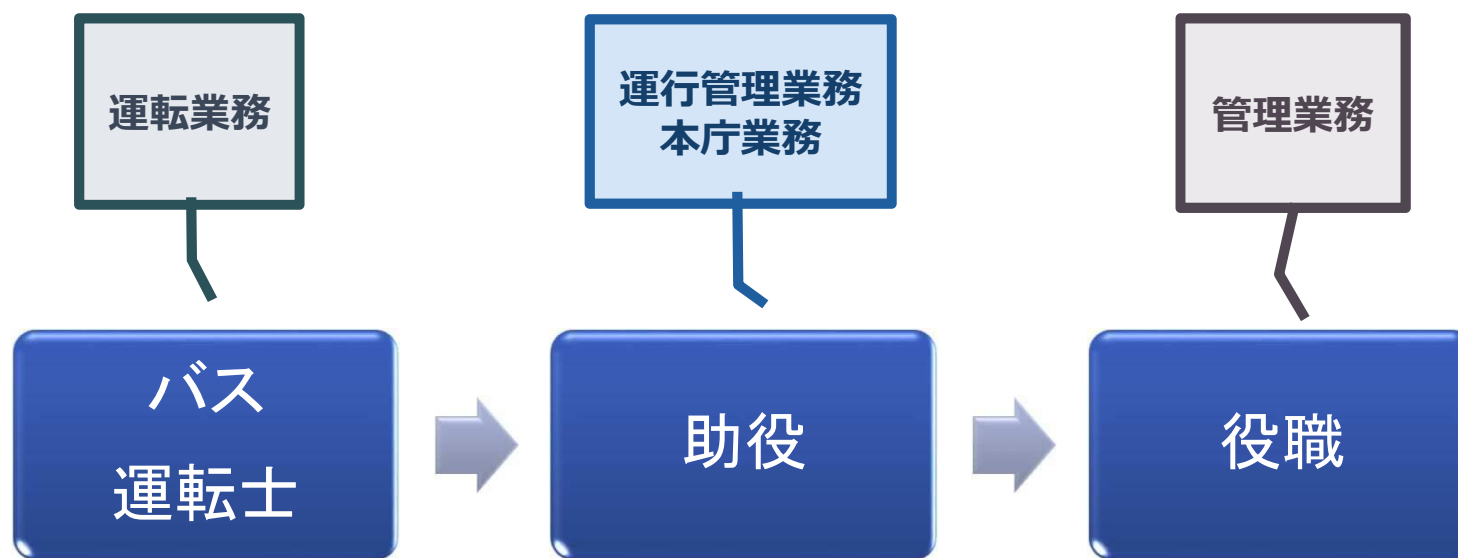 運転業務
運行管理業務
本庁業務
管理業務
バス
運転士
助役
役職